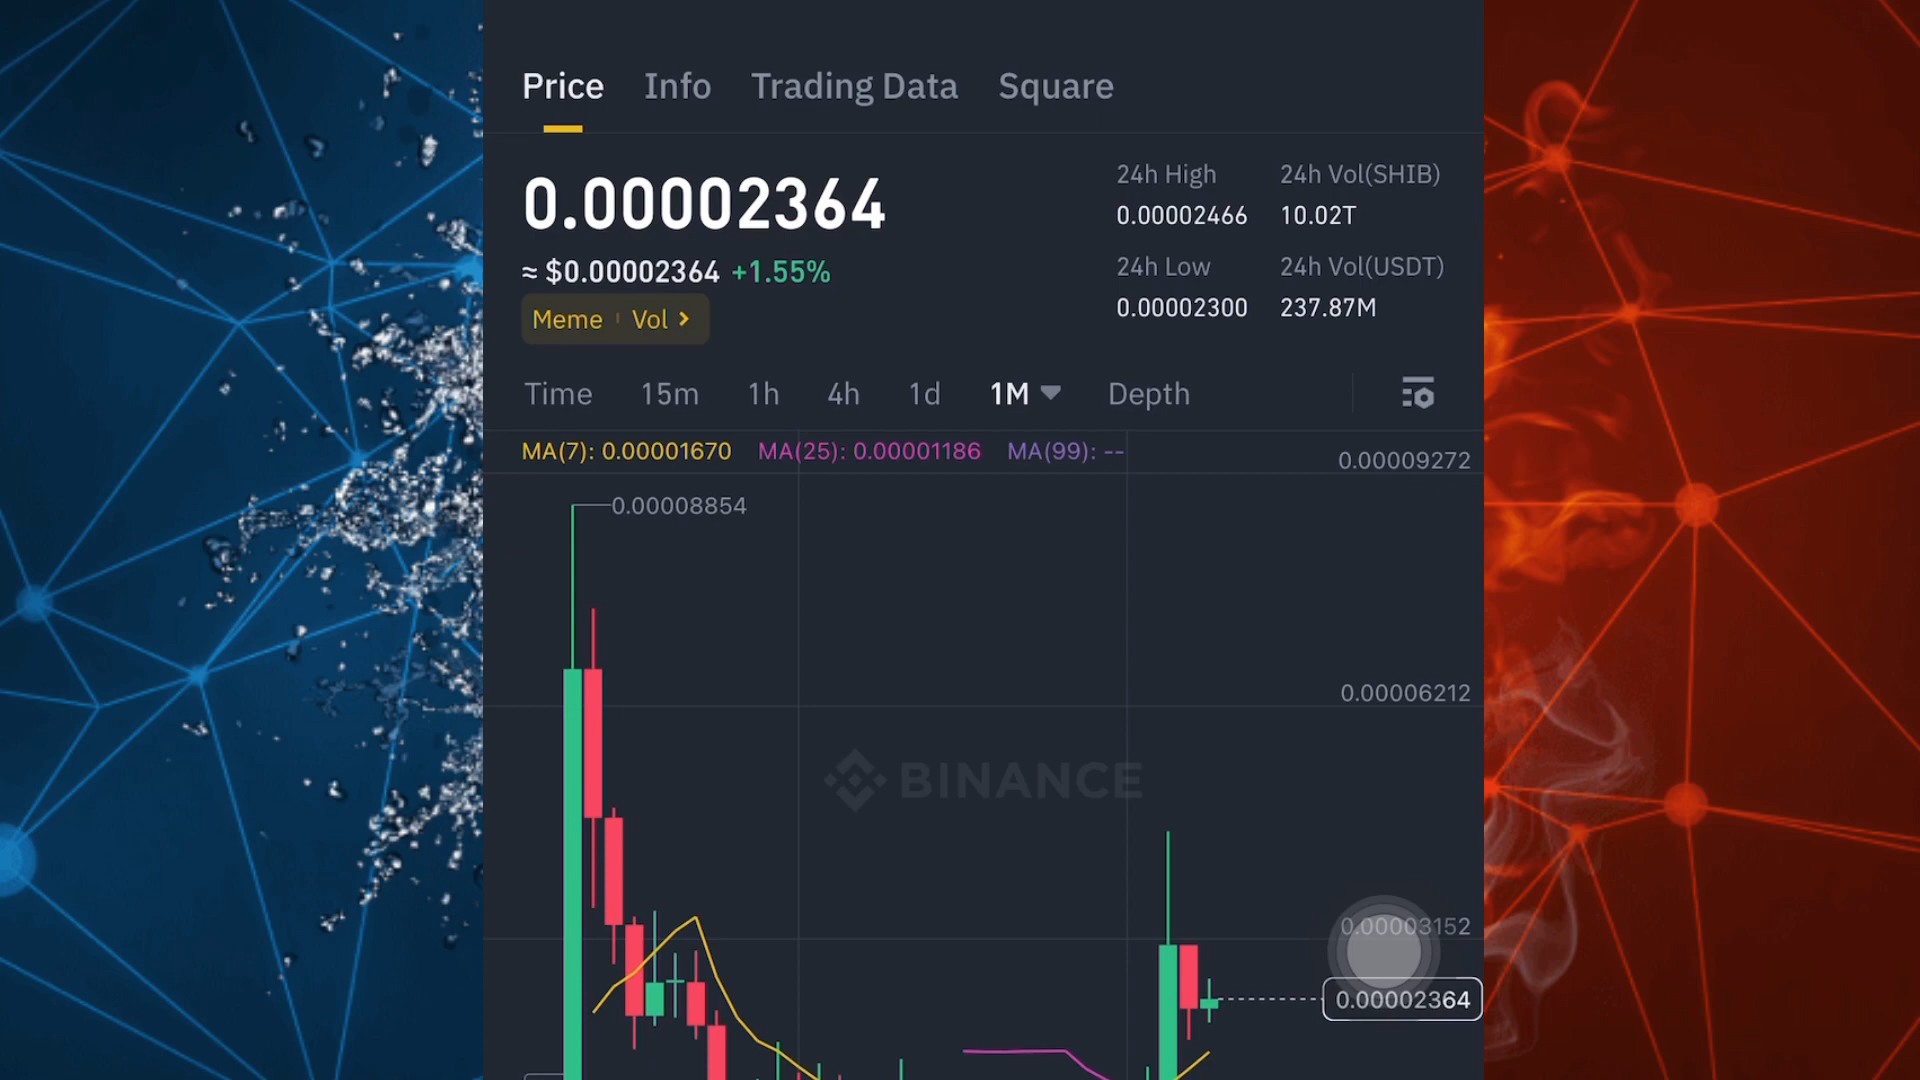 Price Info Trading Data Square
0.00002364
≈ $0.00002364 +1.55%
Meme Vol
24h High 24h Vol(SHIB)
0.00002466 10.02T
24h Low 24h Vol(USDT)
0.00002300 237.87M
Time 15m 1h 4h 1d 1M Depth
MA(7): 0.00001670 MA(25): 0.00001186 MA(99): --
0.00009272
0.00008854
0.00006212
BINANCE
0.00003152
0.00002364